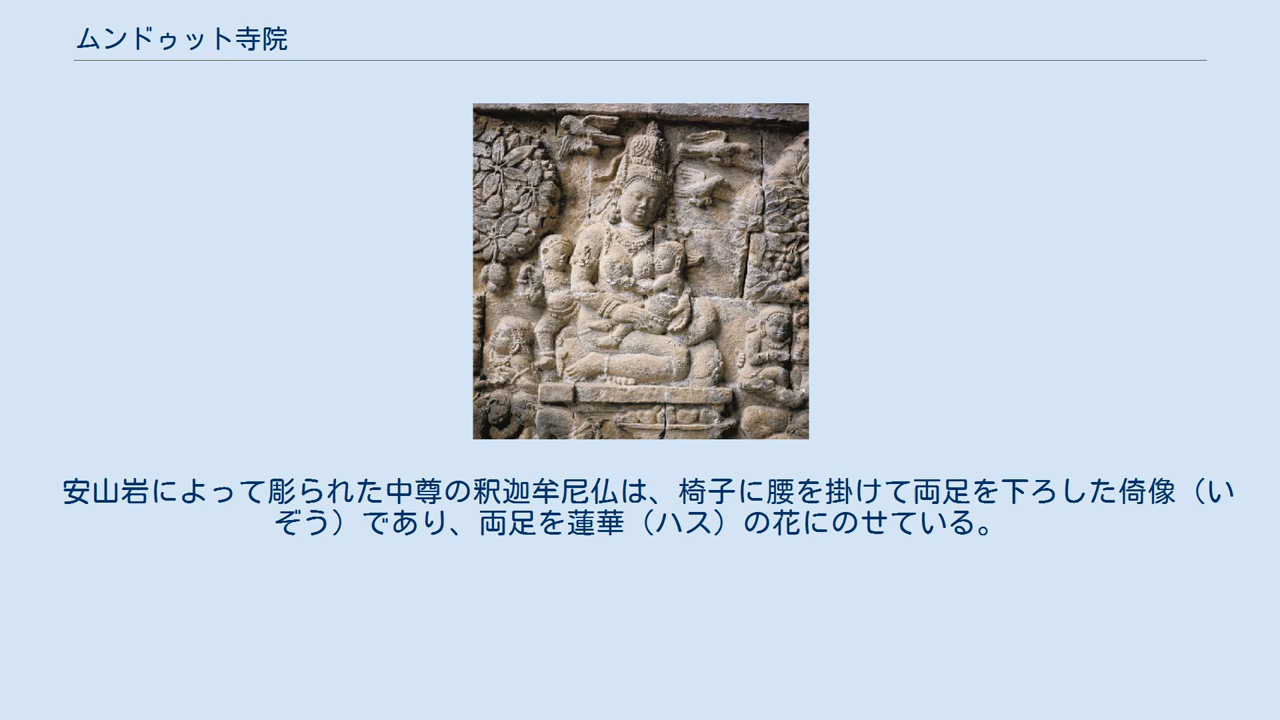 ムンドゥット寺院
安山岩によって彫られた中尊の釈迦牟尼仏は、椅子に腰を掛けて両足を下ろした倚像（い
ぞう）であり、両足を蓮華（ハス）の花にのせている。